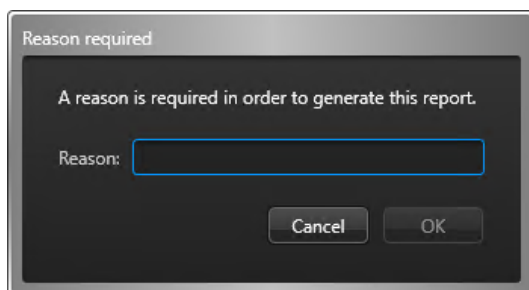 Reason required
A reason is required in order to generate this report.
Reason:
Cancel OK